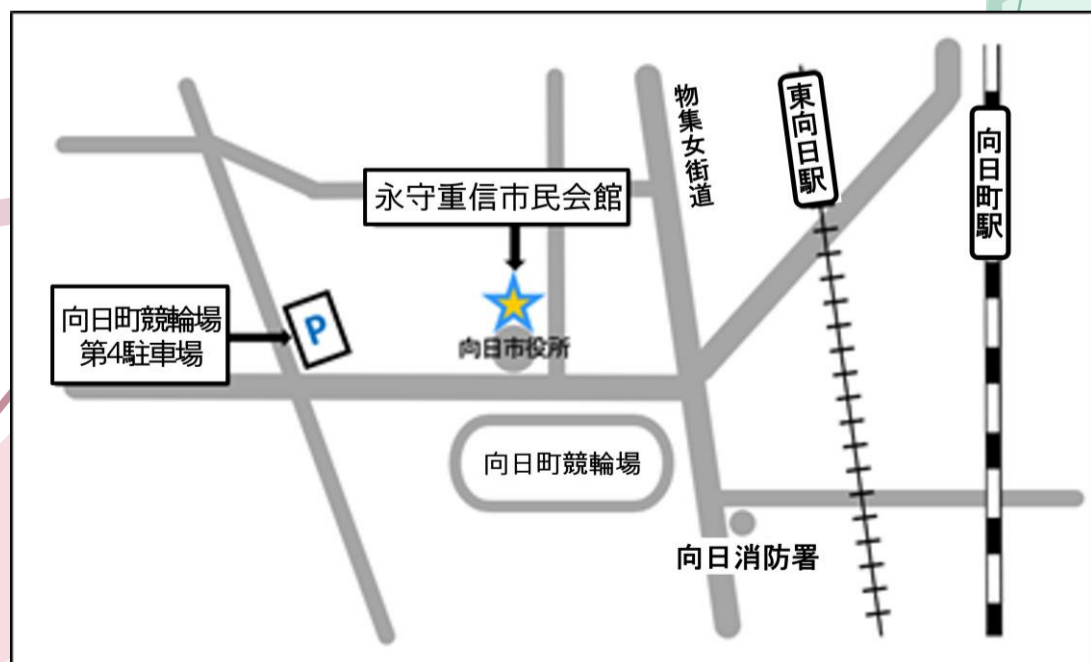 物集女街道
東向日駅
向日町駅
永守重信市民会館
向日町競輪場
第4駐車場
P
向日市役所
向日町競輪場
向日消防署